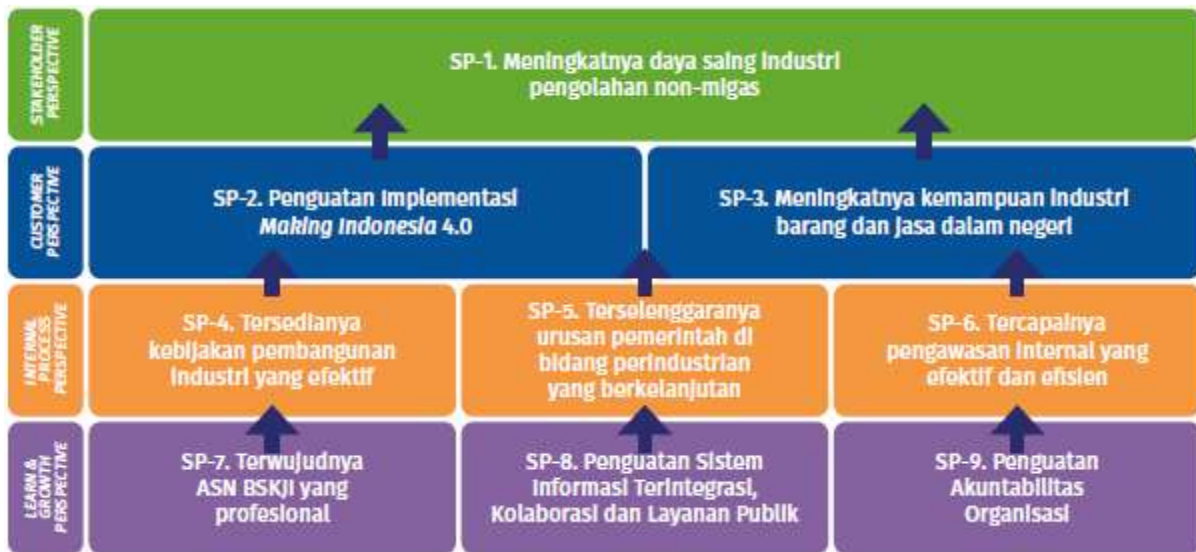 STAKEHOLDER
PERSPECTIVE
SP-1. Meningkatnya daya saing industri
pengolahan non-migas
CUSTOMER
PERSPECTIVE
SP-2. Penguatan Implementasi
Making Indonesia 4.0
SP-3. Meningkatnya kemampuan industri
barang dan jasa dalam negeri
INTERNAL
PROCESS
PERSPECTIVE
SP-4. Tersedianya
kebijakan pembangunan
industri yang efektif
SP-5. Terselenggaranya
urusan pemerintah di
bidang perindustrian
yang berkelanjutan
SP-6. Tercapainya
pengawasan internal yang
efektif dan efisien
LEARN &
GROWTH
PERSPECTIVE
SP-7. Terwujudnya
ASN BSKJI yang
profesional
SP-8. Penguatan Sistem
Informasi Terintegrasi,
Kolaborasi dan Layanan Publik
SP-9. Penguatan
Akuntabilitas
Organisasi